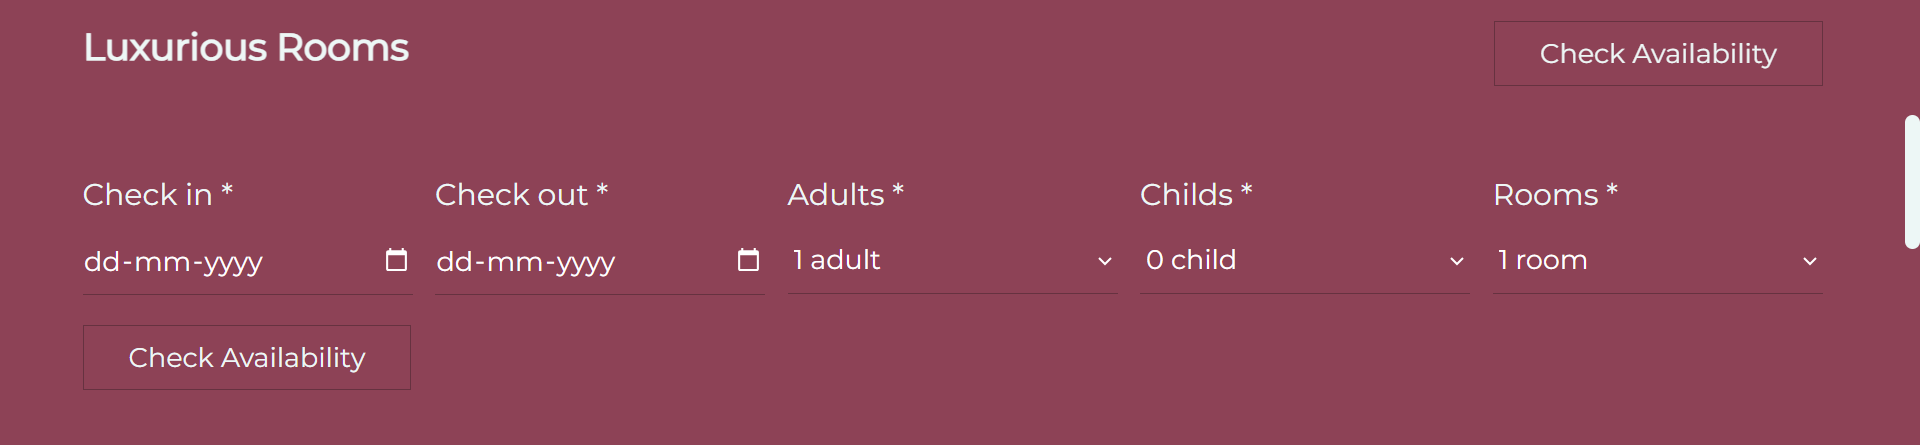 Luxurious Rooms
Check Availability
Check in * Check out * Adults * Childs * Rooms *
dd-mm-yyyy dd-mm-yyyy 1 adult 0 child 1 room
Check Availability